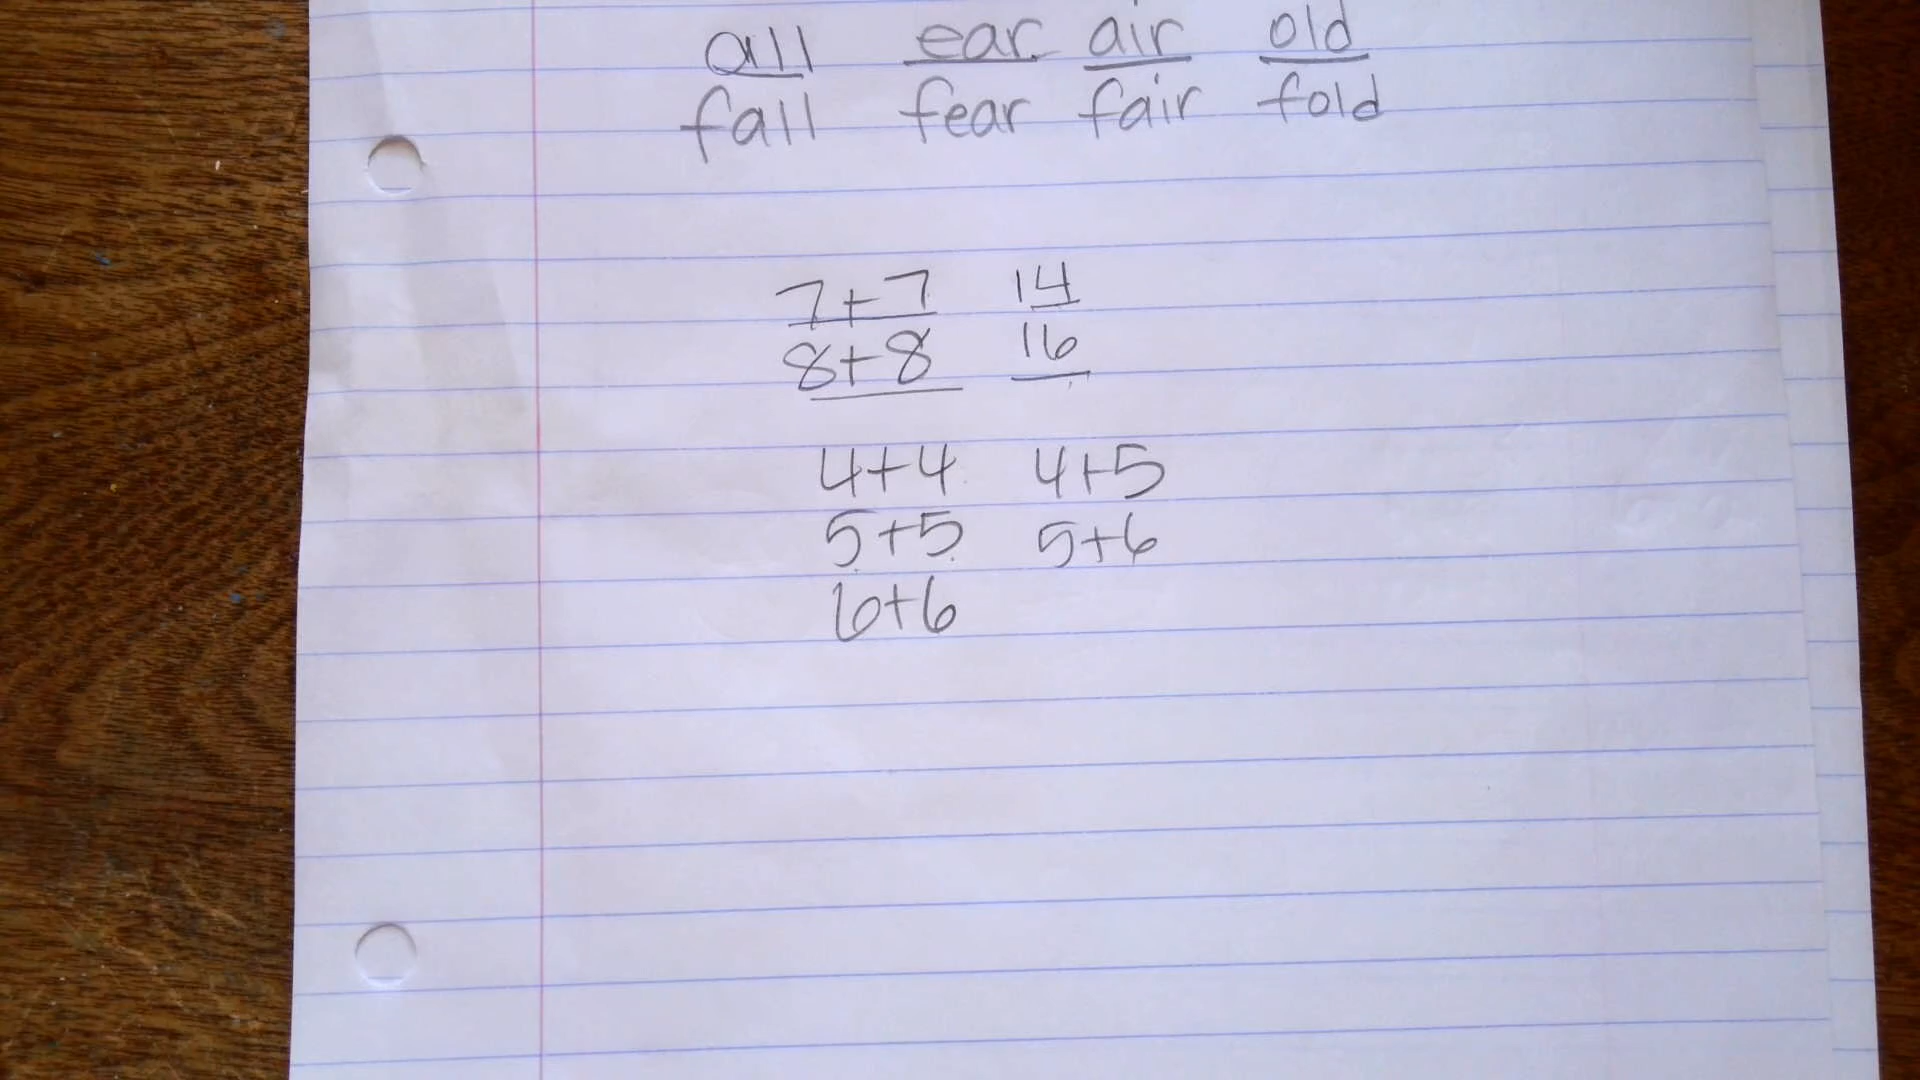 all ear air old
fall fear fair fold
7+7 14
8+8 16
4+4 4+5
5+5 5+6
6+6